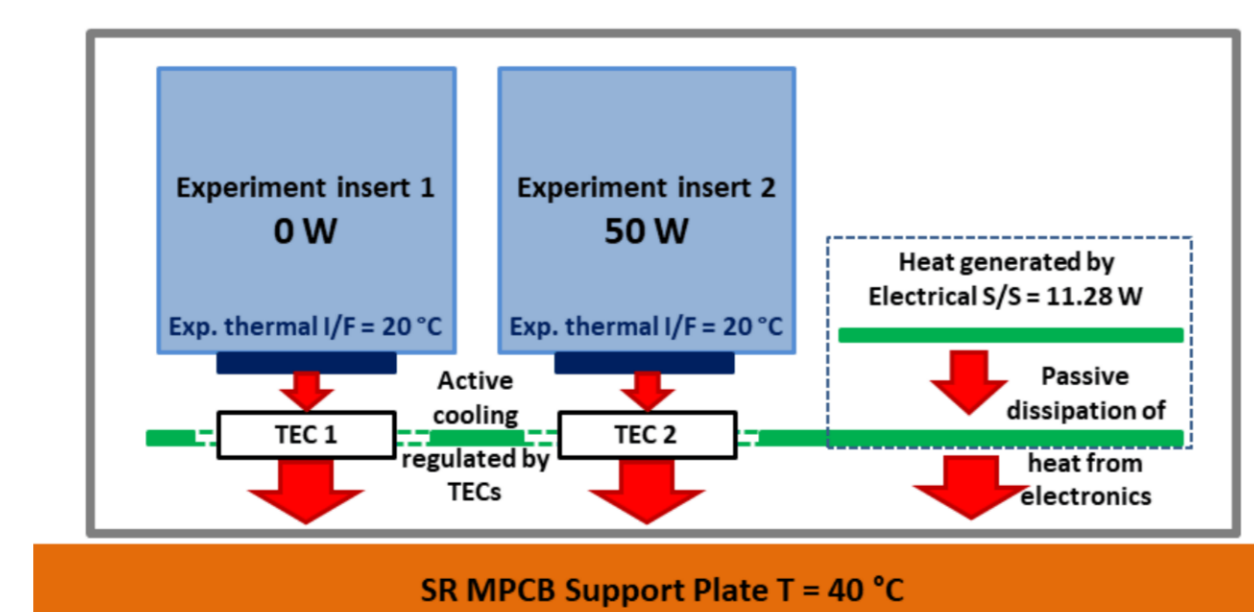 Experiment insert 1
0 W
Exp. thermal I/F = 20 °C
Experiment insert 2
50 W
Exp. thermal I/F = 20 °C
Heat generated by
Electrical S/S = 11.28 W
Active
cooling
regulated by
TECs
TEC 1
TEC 2
Passive
dissipation of
heat from
electronics
SR MPCB Support Plate T = 40 °C